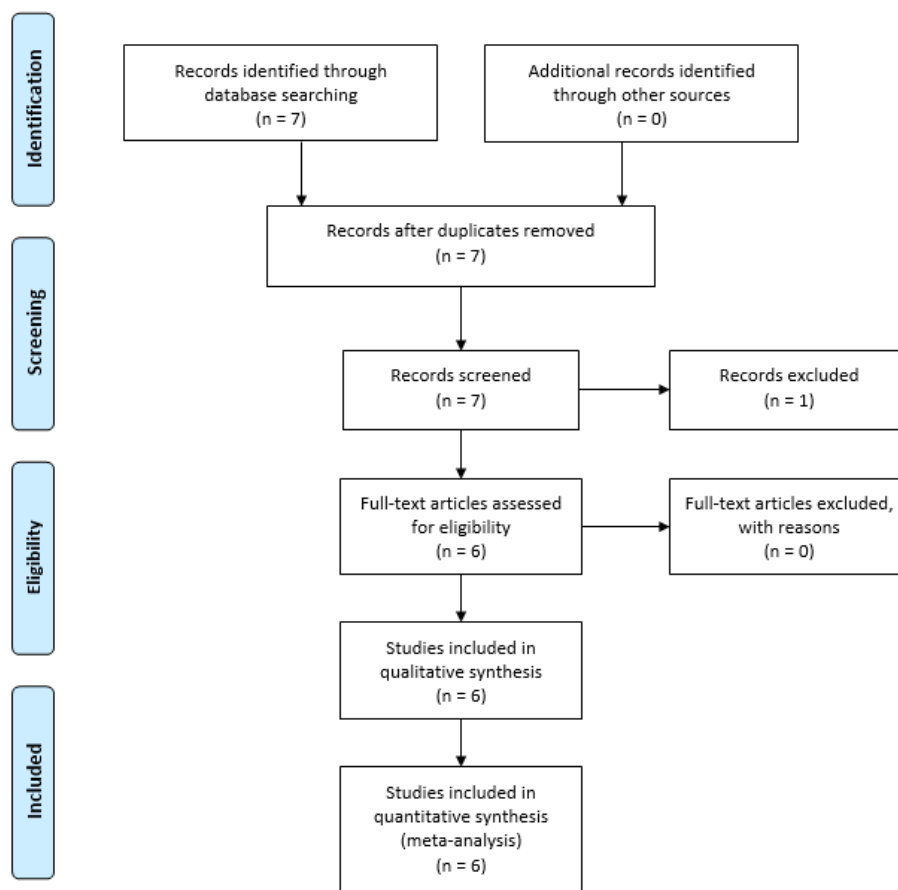 Identification
Records identified through
database searching
(n = 7)
Additional records identified
through other sources
(n = 0)
Records after duplicates removed
(n = 7)
Screening
Records screened
(n = 7)
Records excluded
(n = 1)
Eligibility
Full-text articles assessed
for eligibility
(n = 6)
Full-text articles excluded,
with reasons
(n = 0)
Studies included in
qualitative synthesis
(n = 6)
Included
Studies included in
quantitative synthesis
(meta-analysis)
(n = 6)